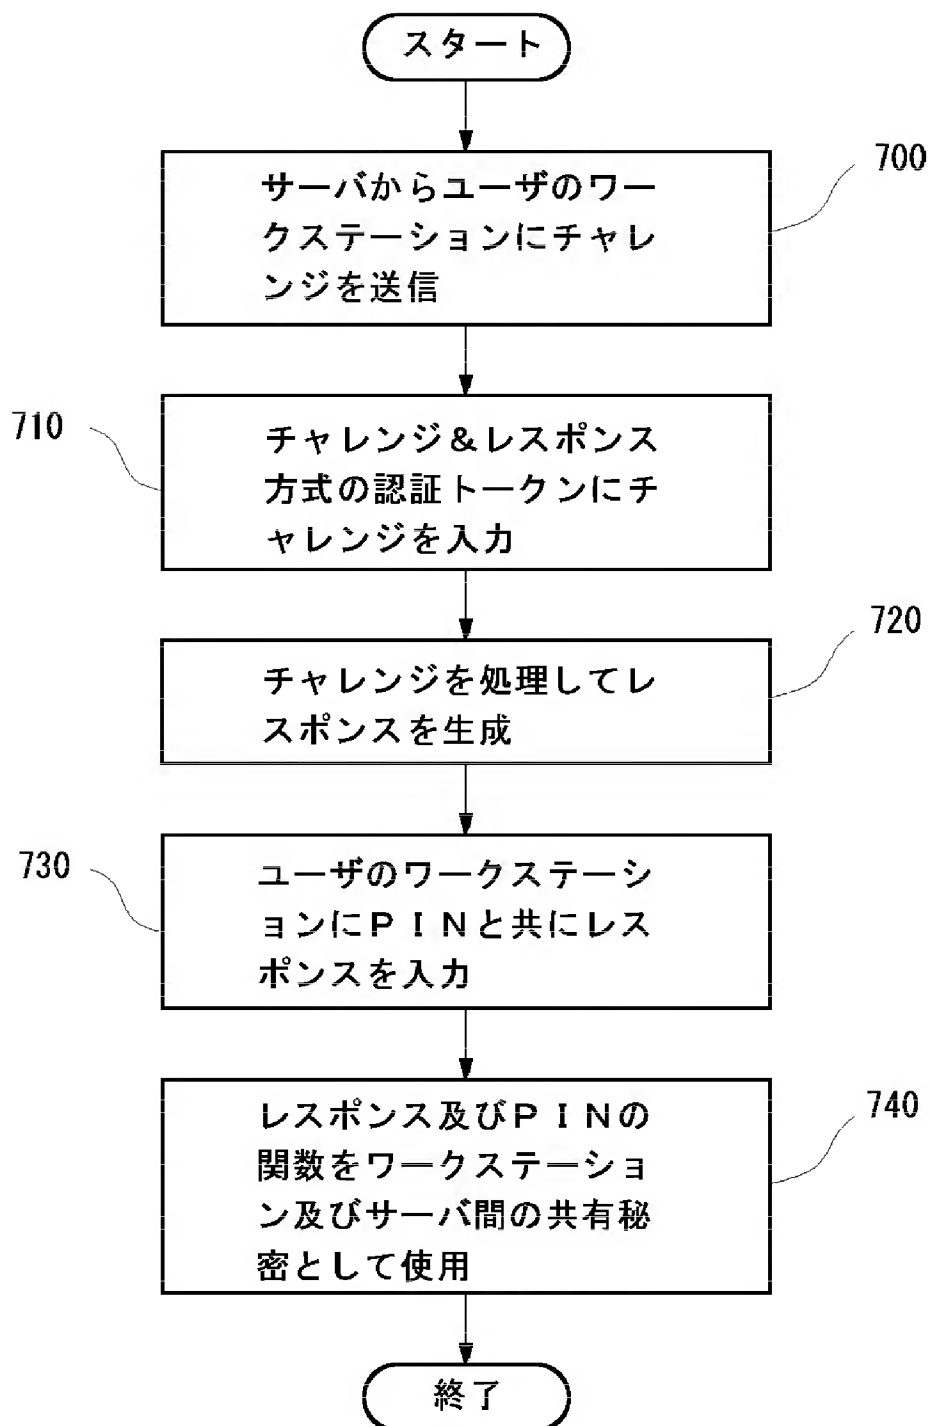 スタート
700
サーバからユーザのワー
クステーションにチャレ
ンジを送信
710
チャレンジ＆レスポンス
方式の認証トークンにチ
ャレンジを入力
720
チャレンジを処理してレ
スポンスを生成
730
ユーザのワークステーシ
ョンにＰＩＮと共にレス
ポンスを入力
740
レスポンス及びＰＩＮの
関数をワークステーショ
ン及びサーバ間の共有秘
密として使用
終了